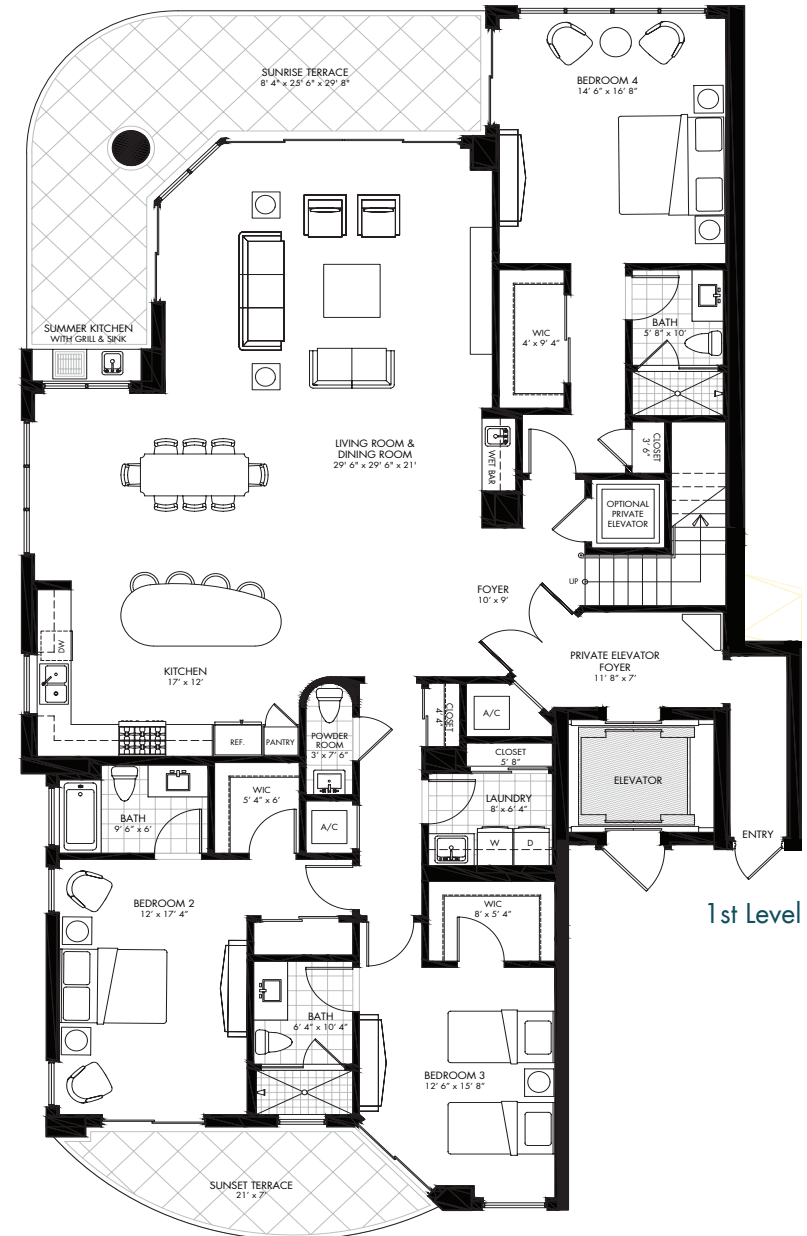 SUNRISE TERRACE
8' 4" x 25' 6" x 29' 8"
BEDROOM 4
14' 6" x 16' 8"
SUMMER KITCHEN
WITH GRILL & SINK
WIC
4' x 9' 4"
BATH
5' 8" x 10'
LIVING ROOM &
DINING ROOM
29' 6" x 29' 6" x 21'
WET BAR
CLOSET
3' 6"
OPTIONAL
PRIVATE
ELEVATOR
UP
FOYER
10' x 9'
DW
KITCHEN
17' x 12'
PRIVATE ELEVATOR
FOYER
11' 8" x 7'
REF.
PANTRY
POWDER
ROOM
3' x 7' 6"
CLOSET
4' 4"
A/C
CLOSET
5' 8"
ELEVATOR
WIC
5' 4" x 6'
BATH
9' 6" x 6'
A/C
LAUNDRY
8' x 6' 4"
W
D
ENTRY
BEDROOM 2
12' x 17' 4"
WIC
8' x 5' 4"
1st Level
BATH
6' 4" x 10' 4"
BEDROOM 3
12' 6" x 15' 8"
SUNSET TERRACE
21' x 7'